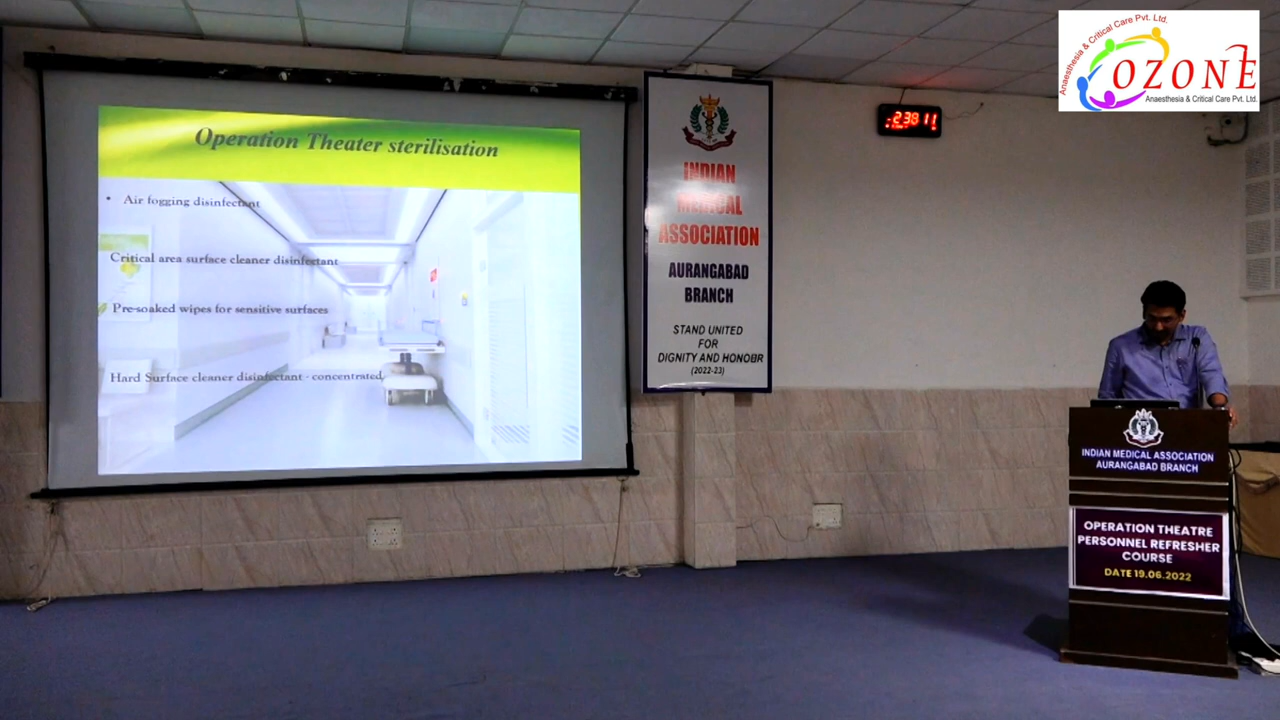 Operation Theater sterilisation
• Air fogging disinfectant
Critical area surface cleaner disinfectant
Pre-soaked wipes for sensitive surfaces
Hard Surface cleaner disinfectant - concentrated
INDIAN
MEDICAL
ASSOCIATION
AURANGABAD
BRANCH
STAND UNITED
FOR
DIGNITY AND HONOUR
(2022-23)
Anaesthesia & Critical Care Pvt. Ltd.
OZONE
Anaesthesia & Critical Care Pvt. Ltd.
INDIAN MEDICAL ASSOCIATION
AURANGABAD BRANCH
OPERATION THEATRE
PERSONNEL REFRESHER
COURSE
DATE 19.06.2022